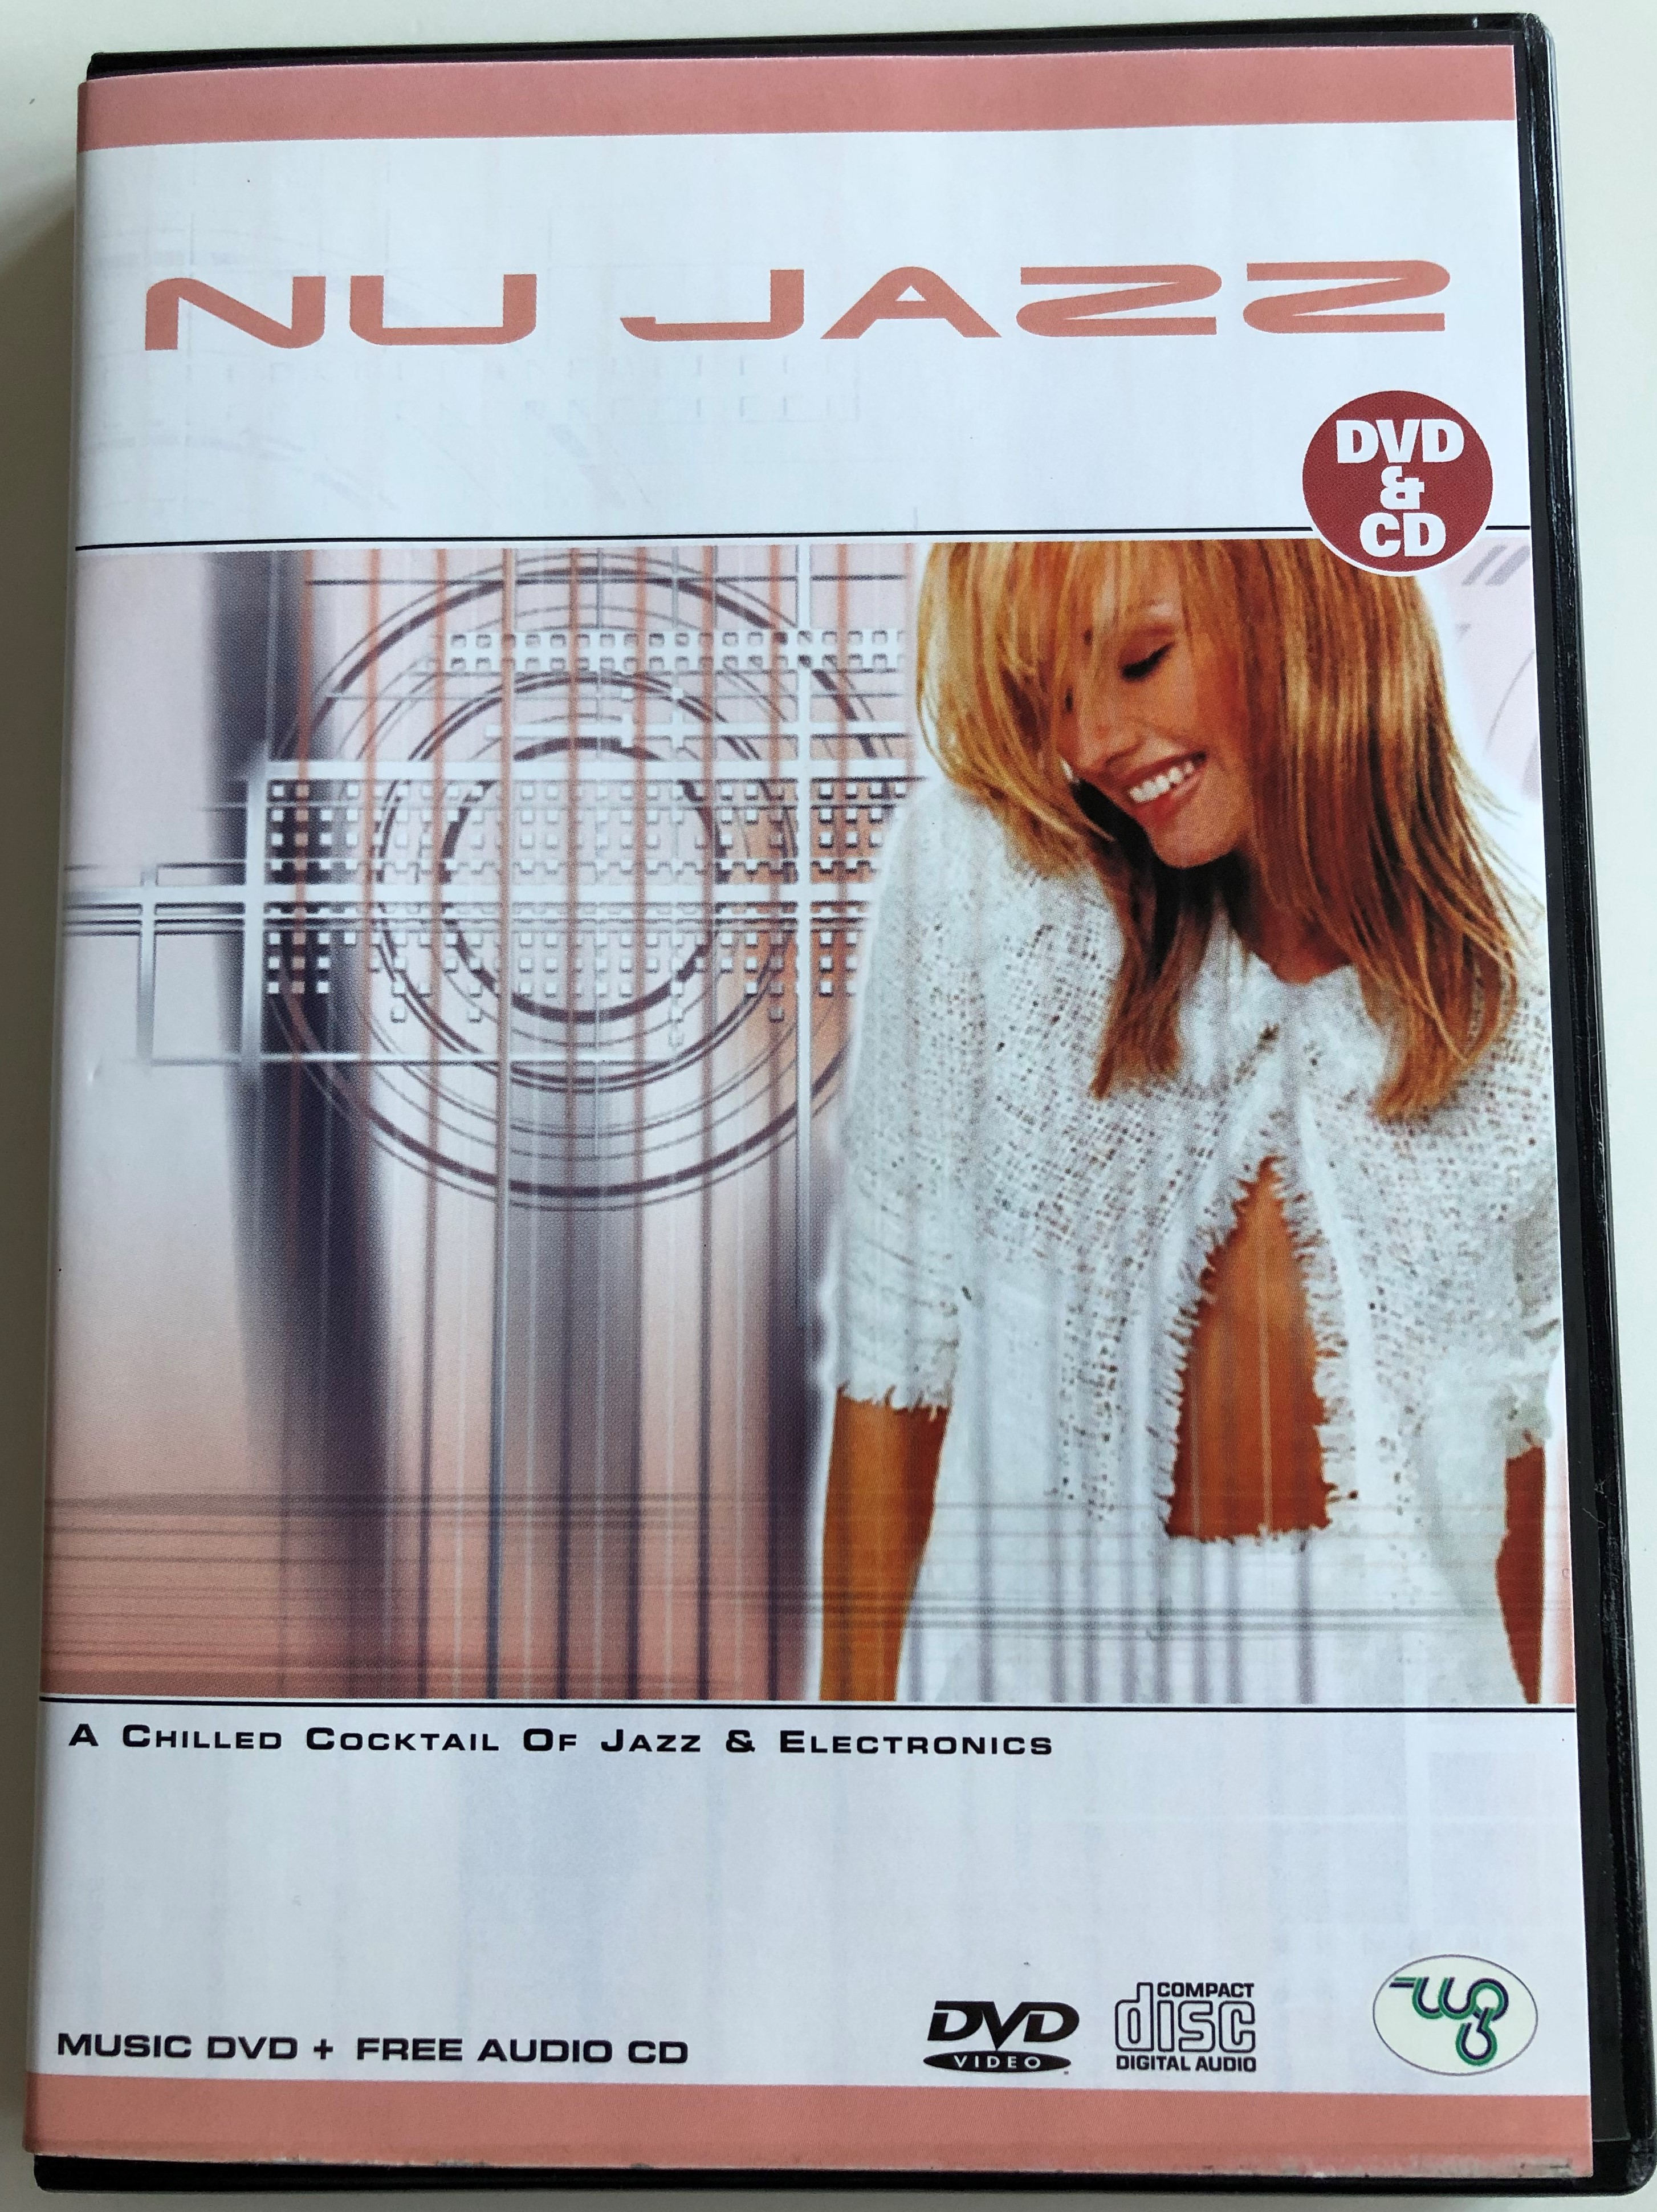 NU JAZZ
DVD
&
CD
A CHILLED COCKTAIL OF JAZZ & ELECTRONICS
MUSIC DVD + FREE AUDIO CD
DVD
VIDEO
COMPACT
disc
DIGITAL AUDIO